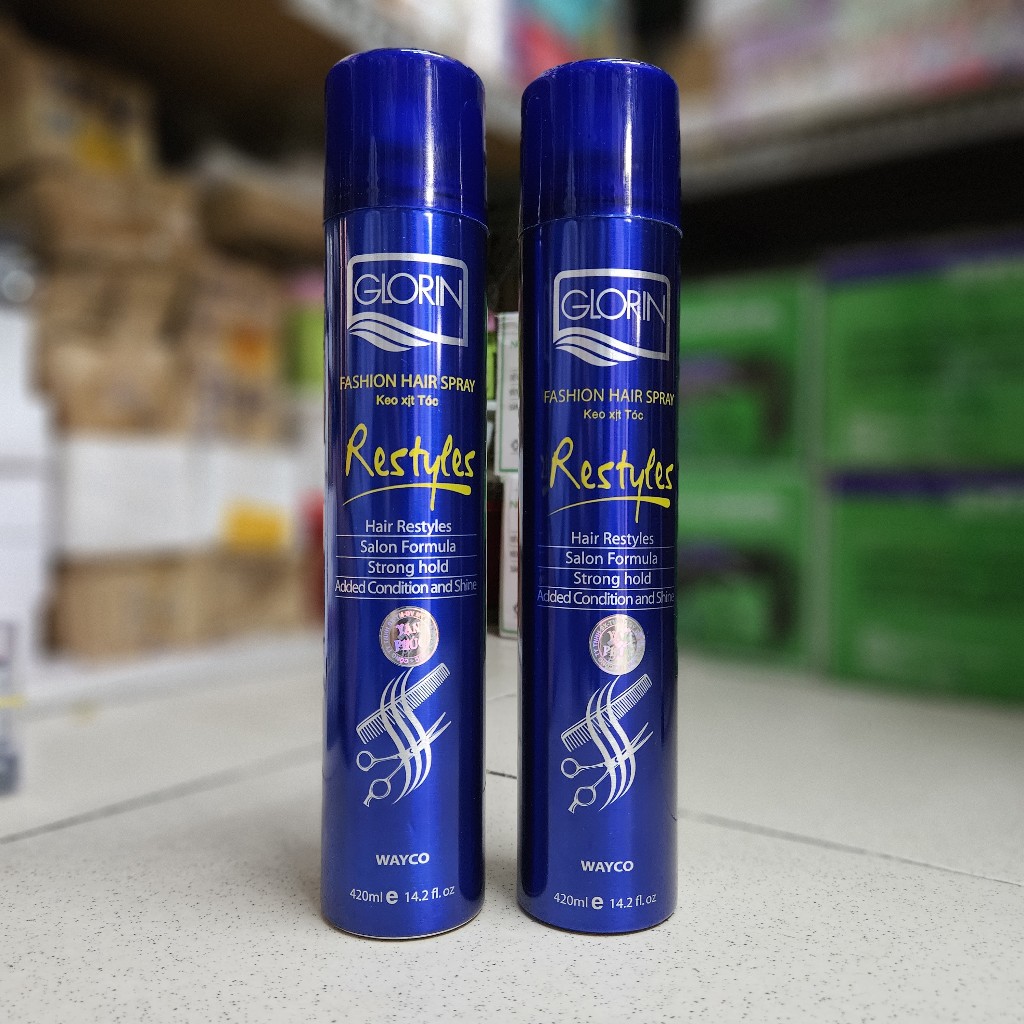 GLORIN
FASHION HAIR SPRAY
Keo xịt Tóc
Restyles
Hair Restyles
Salon Formula
Strong hold
Added Condition and Shine
VẠN
PHÚC
WAYCO
420ml e 14.2 fl. oz
GLORIN
FASHION HAIR SPRAY
Keo xịt Tóc
Restyles
Hair Restyles
Salon Formula
Strong hold
Added Condition and Shine
WAYCO
420ml e 14.2 fl. oz